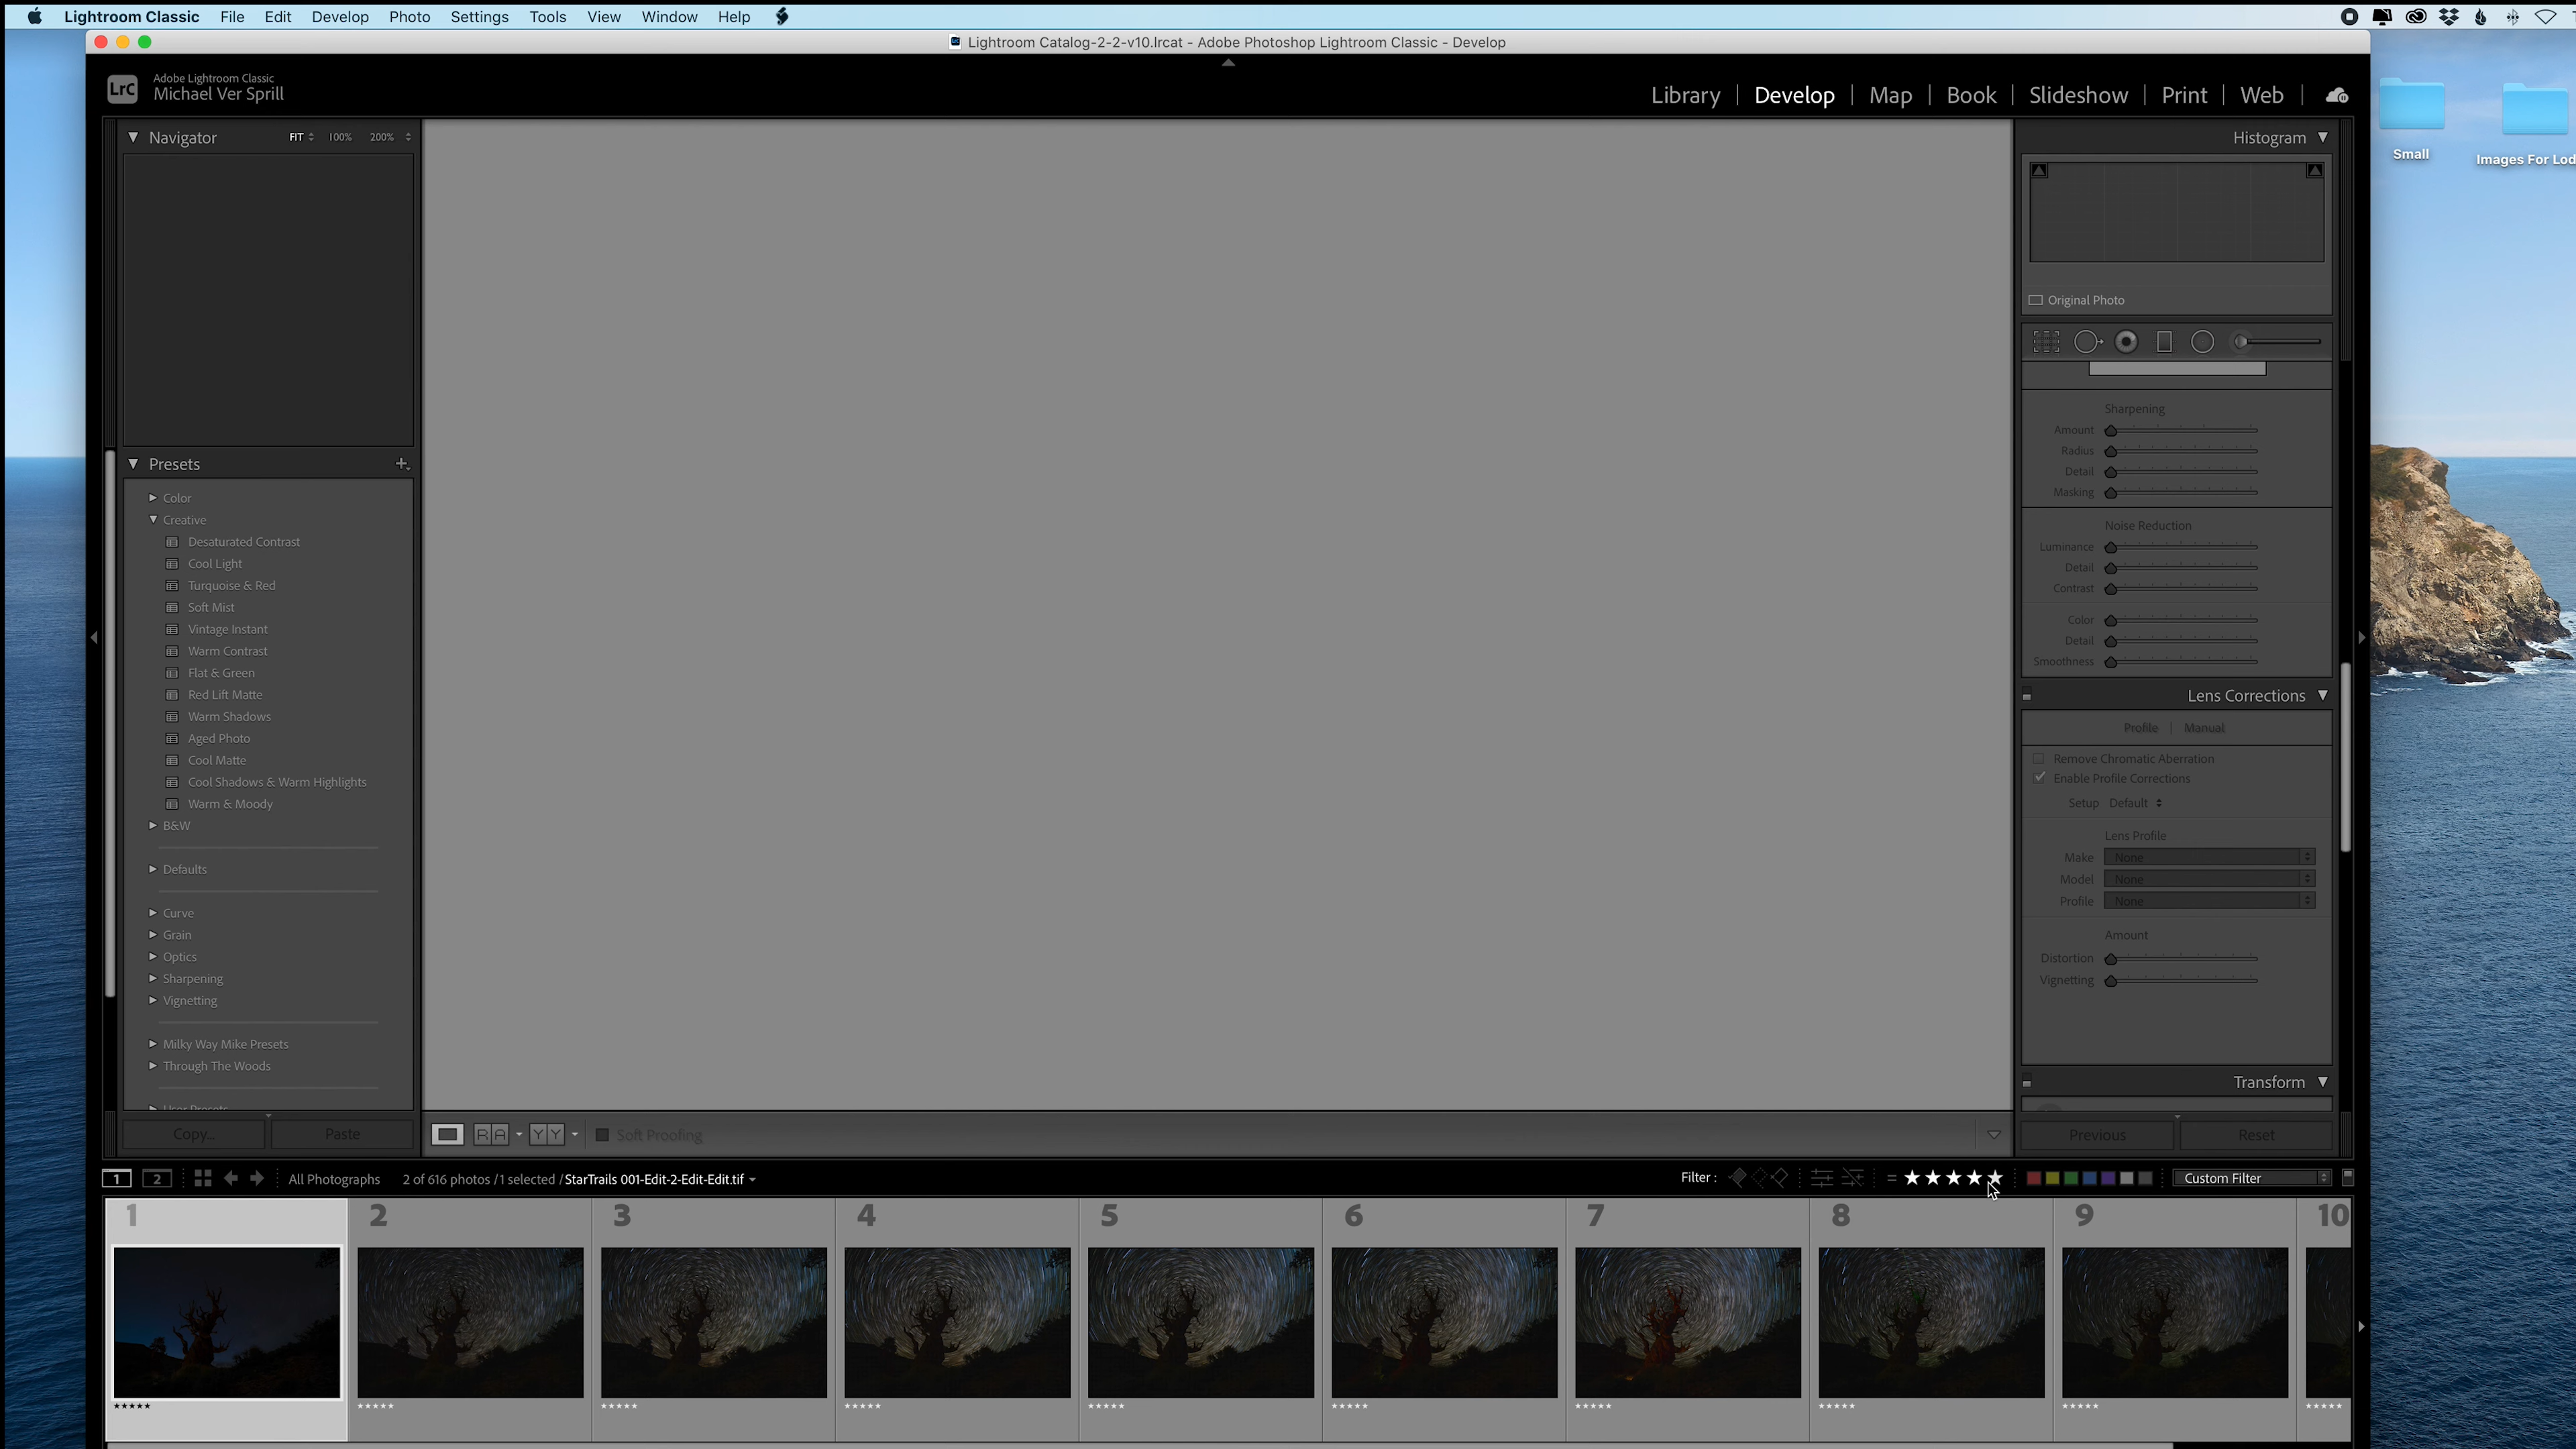 Lightroom Classic File Edit Develop Photo Settings Tools View Window Help
Lightroom Catalog-2-2-v10.lrcat - Adobe Photoshop Lightroom Classic - Develop
LrC
Adobe Lightroom Classic
Michael Ver Sprill
Library | Develop | Map | Book | Slideshow | Print | Web
Small
Images For Lod
Navigator FIT 100% 200%
Presets
Color
Creative
Desaturated Contrast
Cool Light
Turquoise & Red
Soft Mist
Vintage Instant
Warm Contrast
Flat & Green
Red Lift Matte
Warm Shadows
Aged Photo
Cool Matte
Cool Shadows & Warm Highlights
Warm & Moody
B&W
Defaults
Curve
Grain
Optics
Sharpening
Vignetting
Milky Way Mike Presets
Through The Woods
User Presets
Copy... Paste
R A Y Y Soft Proofing
Histogram
Original Photo
Sharpening
Amount
Radius
Detail
Masking
Noise Reduction
Luminance
Detail
Contrast
Color
Detail
Smoothness
Lens Corrections
Profile | Manual
Remove Chromatic Aberration
Enable Profile Corrections
Setup Default
Lens Profile
Make None
Model None
Profile None
Amount
Distortion
Vignetting
Transform
Previous Reset
1 2 All Photographs 2 of 616 photos /1 selected /StarTrails 001-Edit-2-Edit-Edit.tif
Filter : = ★★★★★ Custom Filter
1 2 3 4 5 6 7 8 9 10